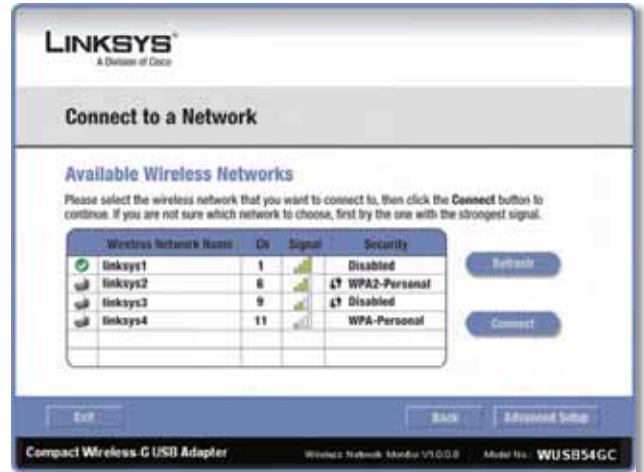 LINKSYS®
A Division of Cisco
Connect to a Network
Available Wireless Networks
Please select the wireless network that you want to connect to, then click the Connect button to
continue. If you are not sure which network to choose, first try the one with the strongest signal.
Wireless Network Name CH Signal Security
linksys1 1 Disabled
linksys2 6 WPA2-Personal
linksys3 9 Disabled
linksys4 11 WPA-Personal
Refresh
Connect
Exit Back Advanced Setup
Compact Wireless-G USB Adapter Wireless Network Monitor V1.0.0.8 Model No.: WUSB54GC